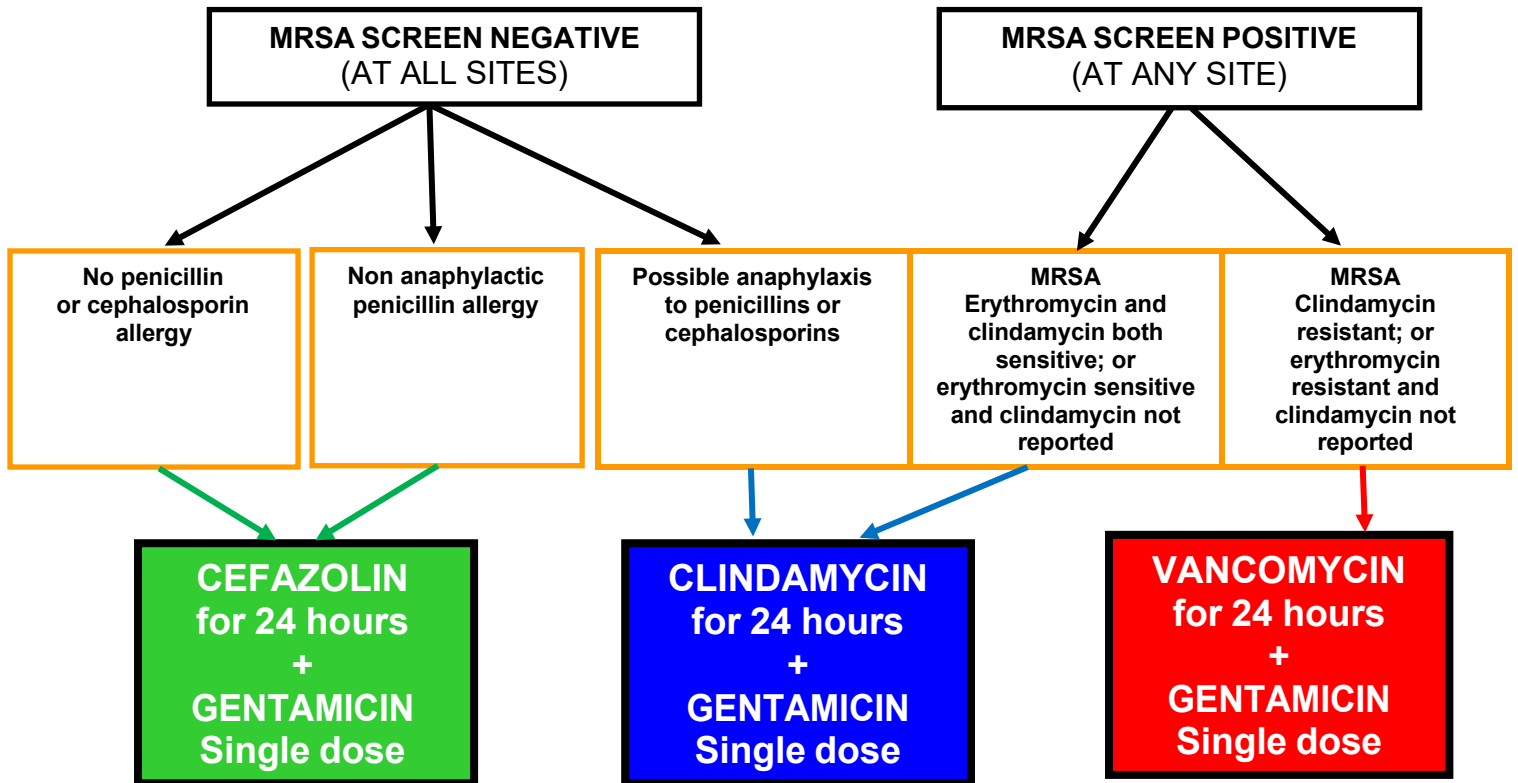 MRSA SCREEN NEGATIVE
(AT ALL SITES)
MRSA SCREEN POSITIVE
(AT ANY SITE)
No penicillin
or cephalosporin
allergy
Non anaphylactic
penicillin allergy
Possible anaphylaxis
to penicillins or
cephalosporins
MRSA
Erythromycin and
clindamycin both
sensitive; or
erythromycin sensitive
and clindamycin not
reported
MRSA
Clindamycin
resistant; or
erythromycin
resistant and
clindamycin not
reported
CEFAZOLIN
for 24 hours
+
GENTAMICIN
Single dose
CLINDAMYCIN
for 24 hours
+
GENTAMICIN
Single dose
VANCOMYCIN
for 24 hours
+
GENTAMICIN
Single dose